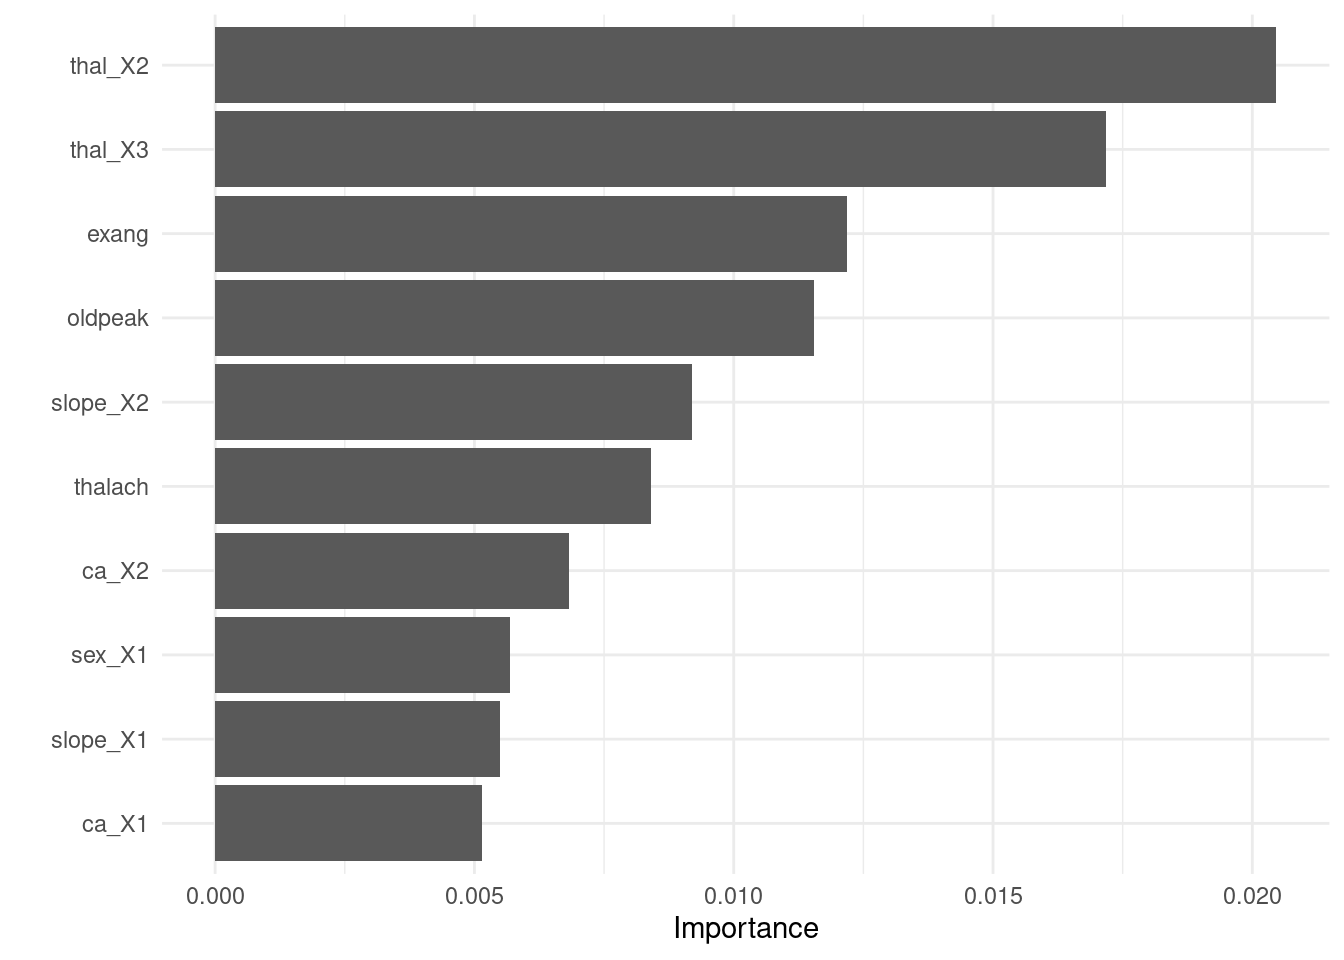 thal_X2
thal_X3
exang
oldpeak
slope_X2
thalach
ca_X2
sex_X1
slope_X1
ca_X1
0.000 0.005 0.010 0.015 0.020
Importance